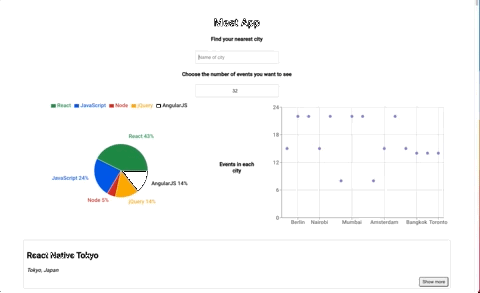 Meet App
Find your nearest city
Name of city
Choose the number of events you want to see
32
React JavaScript Node jQuery AngularJS
React 43%
JavaScript 24%
AngularJS 14%
Node 5%
jQuery 14%
Events in each
city
24
18
12
6
0
Berlin Nairobi Mumbai Amsterdam Bangkok Toronto
React Native Tokyo
Tokyo, Japan
Show more